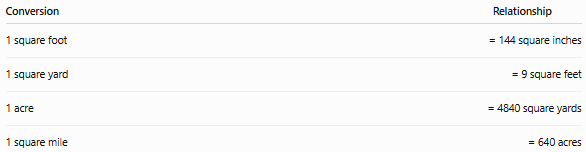 Conversion Relationship
1 square foot = 144 square inches
1 square yard = 9 square feet
1 acre = 4840 square yards
1 square mile = 640 acres